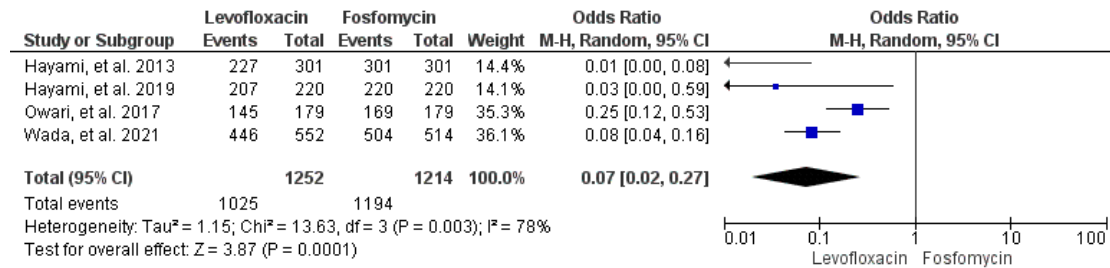 Levofloxacin Fosfomycin Odds Ratio Odds Ratio
Study or Subgroup Events Total Events Total Weight M-H, Random, 95% CI M-H, Random, 95% CI
Hayami, et al. 2013 227 301 301 301 14.4% 0.01 [0.00, 0.08]
Hayami, et al. 2019 207 220 220 220 14.1% 0.03 [0.00, 0.59]
Owari, et al. 2017 145 179 169 179 35.3% 0.25 [0.12, 0.53]
Wada, et al. 2021 446 552 504 514 36.1% 0.08 [0.04, 0.16]
Total (95% CI) 1252 1214 100.0% 0.07 [0.02, 0.27]
Total events 1025 1194
Heterogeneity: Tau² = 1.15; Chi² = 13.63, df = 3 (P = 0.003); I² = 78%
Test for overall effect: Z = 3.87 (P = 0.0001)
0.01 0.1 1 10 100
Levofloxacin Fosfomycin